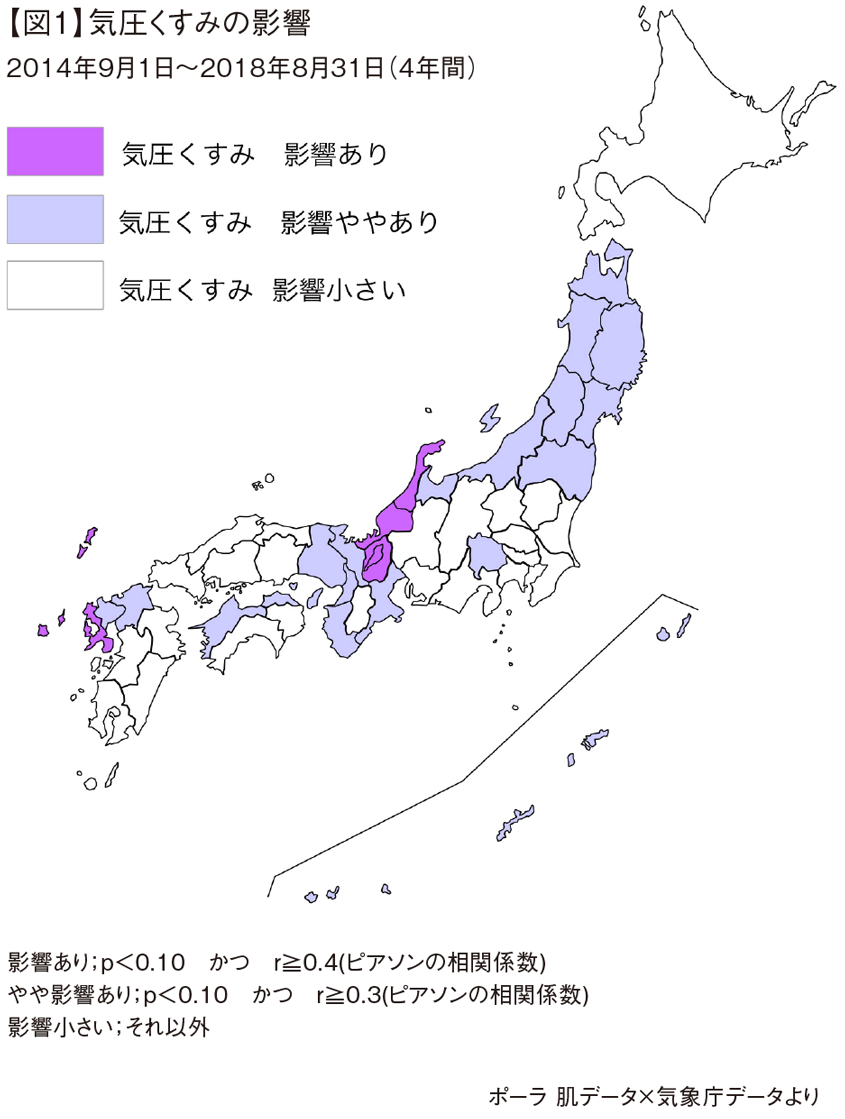 【図1】気圧くすみの影響
2014年9月1日～2018年8月31日（4年間）
気圧くすみ　影響あり
気圧くすみ　影響ややあり
気圧くすみ　影響小さい
影響あり；p＜0.10　かつ　r≧0.4(ピアソンの相関係数)
やや影響あり；p＜0.10　かつ　r≧0.3(ピアソンの相関係数)
影響小さい；それ以外
ポーラ 肌データ×気象庁データより